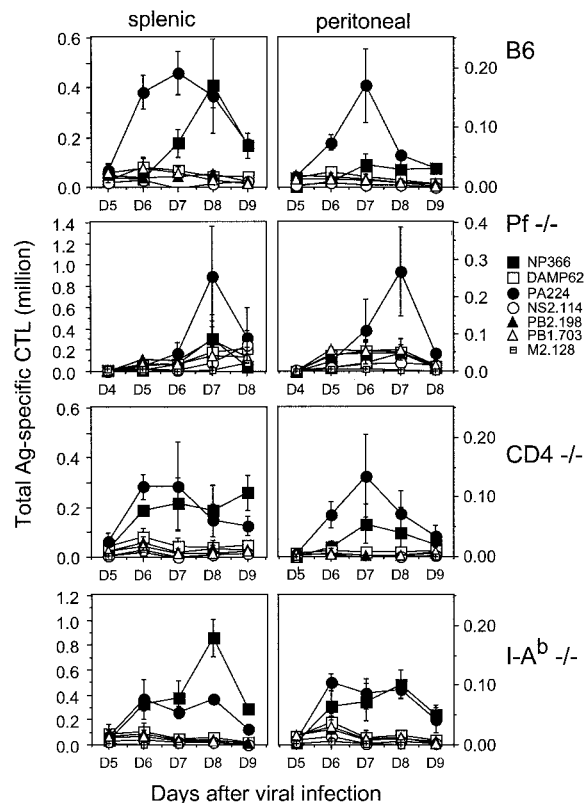 splenic peritoneal
B6
0.6 0.4 0.2 0.0
0.20 0.10 0.00
D5 D6 D7 D8 D9 D5 D6 D7 D8 D9
Pf -/-
1.4 1.2 1.0 0.8 0.6 0.4 0.2 0.0
0.4 0.3 0.2 0.1 0.0
D4 D5 D6 D7 D8 D4 D5 D6 D7 D8
NP366
DAMP62
PA224
NS2.114
PB2.198
PB1.703
M2.128
Total Ag-specific CTL (million)
CD4 -/-
0.6 0.4 0.2 0.0
0.20 0.10 0.00
D5 D6 D7 D8 D9 D5 D6 D7 D8 D9
I-Ab -/-
1.2 1.0 0.8 0.6 0.4 0.2 0.0
0.20 0.10 0.00
D5 D6 D7 D8 D9 D5 D6 D7 D8 D9
Days after viral infection